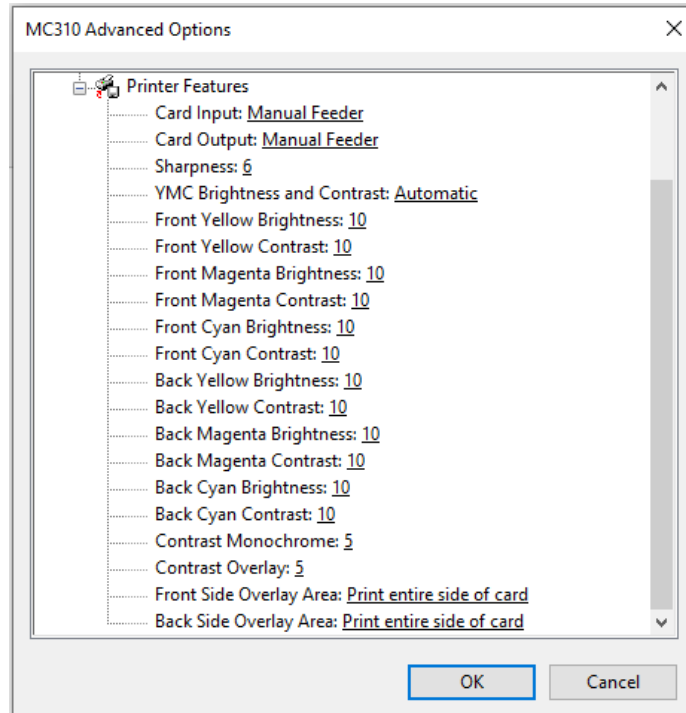 MC310 Advanced Options
Printer Features
Card Input: Manual Feeder
Card Output: Manual Feeder
Sharpness: 6
YMC Brightness and Contrast: Automatic
Front Yellow Brightness: 10
Front Yellow Contrast: 10
Front Magenta Brightness: 10
Front Magenta Contrast: 10
Front Cyan Brightness: 10
Front Cyan Contrast: 10
Back Yellow Brightness: 10
Back Yellow Contrast: 10
Back Magenta Brightness: 10
Back Magenta Contrast: 10
Back Cyan Brightness: 10
Back Cyan Contrast: 10
Contrast Monochrome: 5
Contrast Overlay: 5
Front Side Overlay Area: Print entire side of card
Back Side Overlay Area: Print entire side of card
OK Cancel